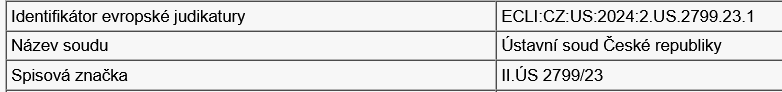 Identifikátor evropské judikatury ECLI:CZ:US:2024:2.US.2799.23.1
Název soudu Ústavní soud České republiky
Spisová značka II.ÚS 2799/23